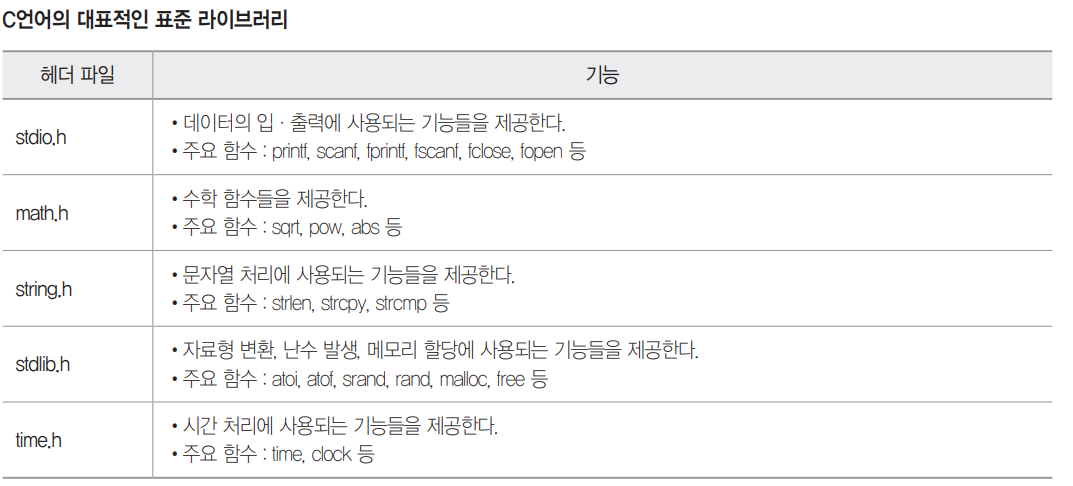 C언어의 대표적인 표준 라이브러리
헤더 파일
기능
stdio.h
• 데이터의 입 · 출력에 사용되는 기능들을 제공한다.
• 주요 함수 : printf, scanf, fprintf, fscanf, fclose, fopen 등
math.h
• 수학 함수들을 제공한다.
• 주요 함수 : sqrt, pow, abs 등
string.h
• 문자열 처리에 사용되는 기능들을 제공한다.
• 주요 함수 : strlen, strcpy, strcmp 등
stdlib.h
• 자료형 변환, 난수 발생, 메모리 할당에 사용되는 기능들을 제공한다.
• 주요 함수 : atoi, atof, srand, rand, malloc, free 등
time.h
• 시간 처리에 사용되는 기능들을 제공한다.
• 주요 함수 : time, clock 등